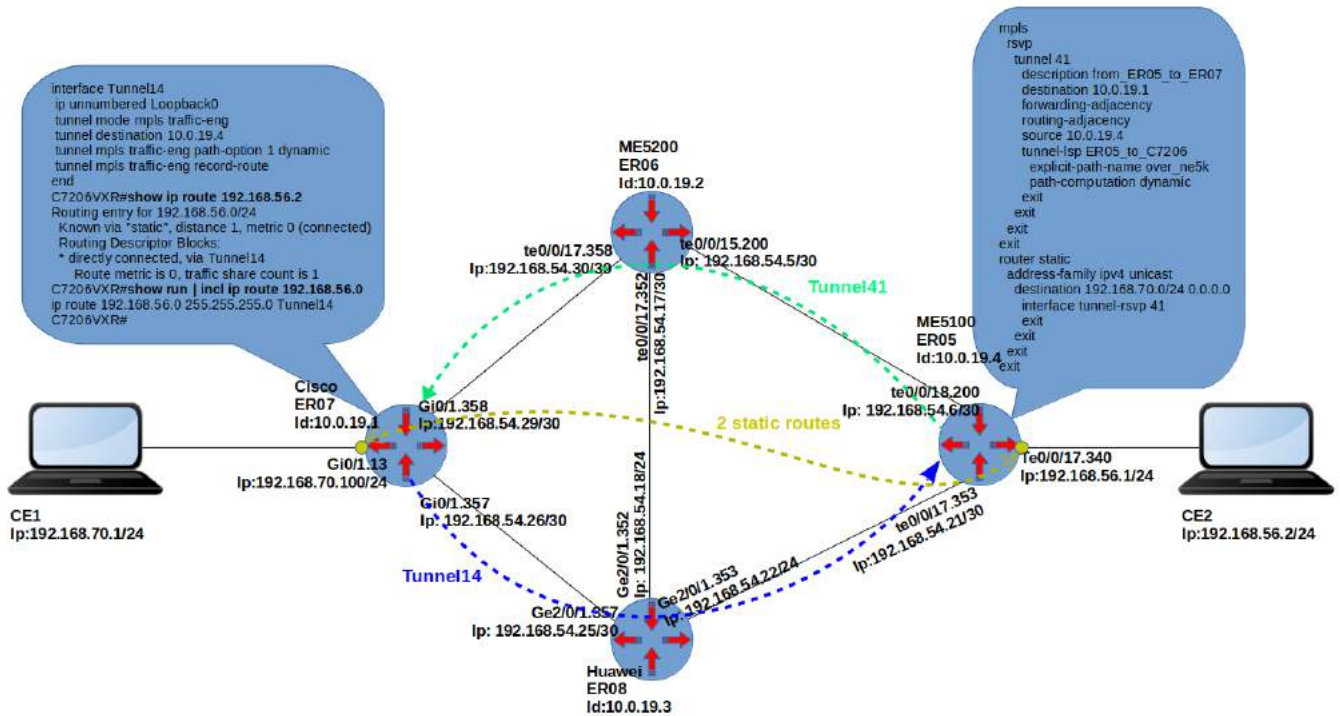 interface Tunnel14
ip unnumbered Loopback0
tunnel mode mpls traffic-eng
tunnel destination 10.0.19.4
tunnel mpls traffic-eng path-option 1 dynamic
tunnel mpls traffic-eng record-route
end
C7206VXR#show ip route 192.168.56.2
Routing entry for 192.168.56.0/24
Known via "static", distance 1, metric 0 (connected)
Routing Descriptor Blocks:
* directly connected, via Tunnel14
Route metric is 0, traffic share count is 1
C7206VXR#show run | incl ip route 192.168.56.0
ip route 192.168.56.0 255.255.255.0 Tunnel14
C7206VXR#
mpls
rsvp
tunnel 41
description from_ER05_to_ER07
destination 10.0.19.1
forwarding-adjacency
routing-adjacency
source 10.0.19.4
tunnel-lsp ER05_to_C7206
explicit-path-name over_ne5k
path-computation dynamic
exit
exit
exit
exit
router static
address-family ipv4 unicast
destination 192.168.70.0/24 0.0.0.0
interface tunnel-rsvp 41
exit
exit
exit
exit
ME5200
ER06
Id:10.0.19.2
te0/0/17.358
Ip:192.168.54.30/30
te0/0/15.200
Ip: 192.168.54.5/30
te0/0/17.352
Ip:192.168.54.17/30
Tunnel41
ME5100
ER05
Id:10.0.19.4
te0/0/18.200
Ip: 192.168.54.6/30
Cisco
ER07
Id:10.0.19.1
Gi0/1.358
Ip:192.168.54.29/30
2 static routes
Gi0/1.13
Ip:192.168.70.100/24
Te0/0/17.340
Ip:192.168.56.1/24
CE1
Ip:192.168.70.1/24
CE2
Ip:192.168.56.2/24
Gi0/1.357
Ip: 192.168.54.26/30
Ge2/0/1.352
Ip: 192.168.54.18/24
te0/0/17.353
Ip:192.168.54.21/30
Tunnel14
Ge2/0/1.353
Ip: 192.168.54.22/24
Ge2/0/1.357
Ip: 192.168.54.25/30
Huawei
ER08
Id:10.0.19.3